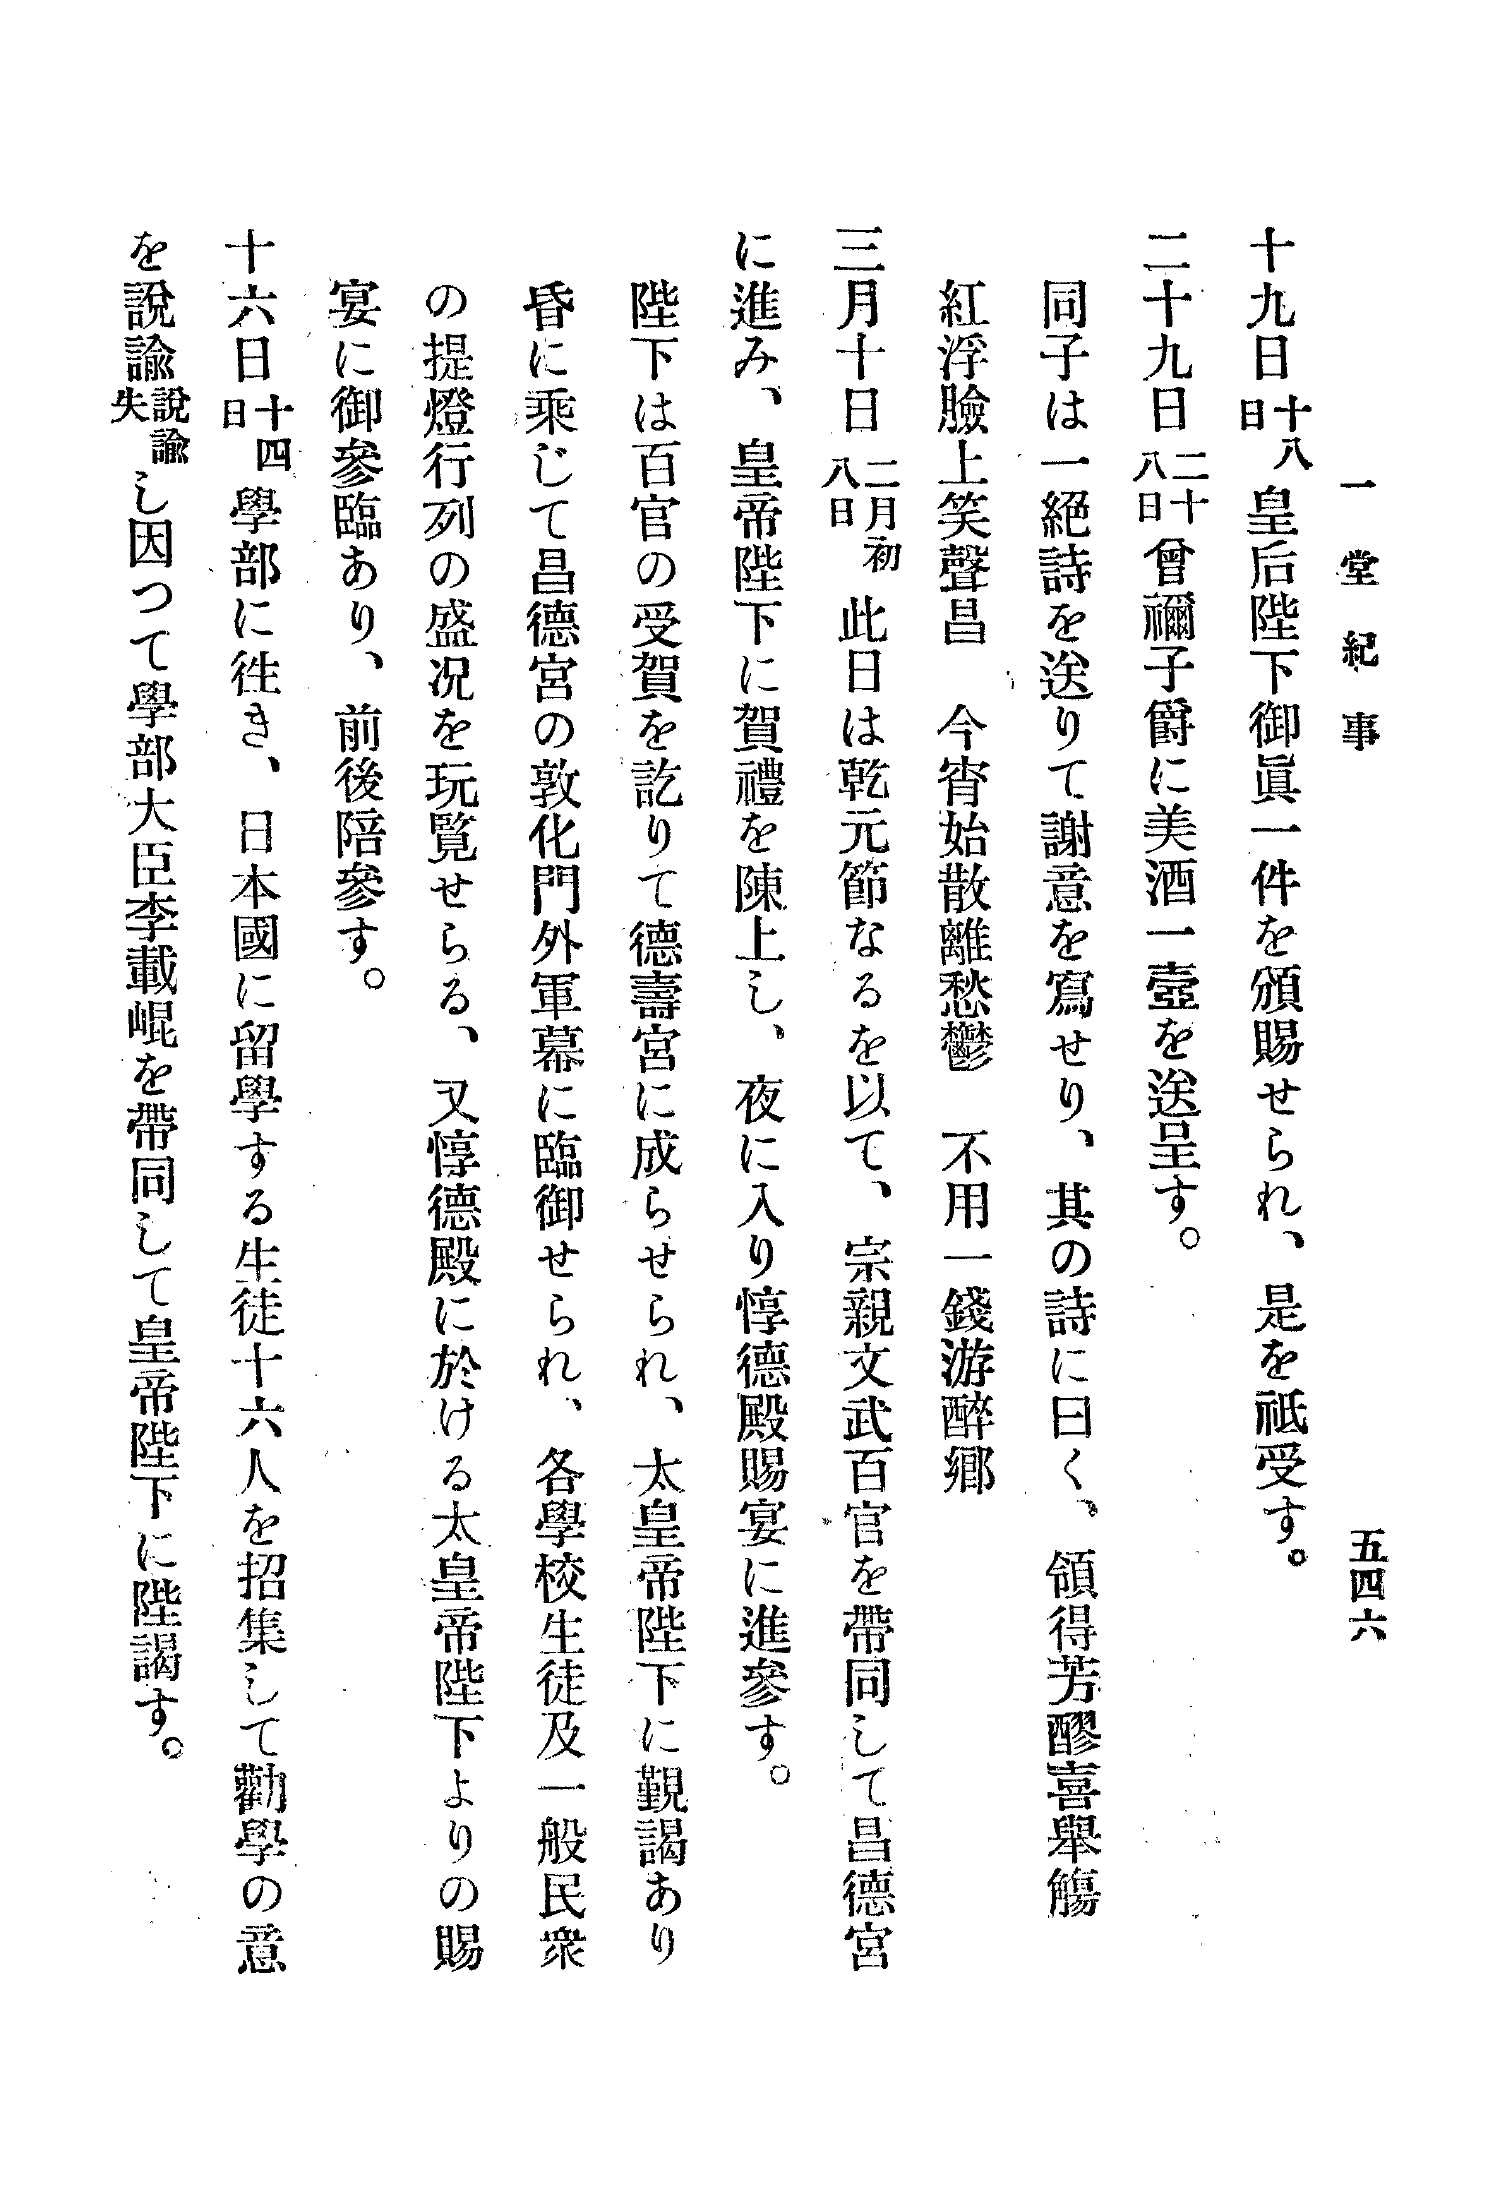 一堂紀事
五四六
十九日十八日皇后陛下御眞一件を頒賜せられ、是を祗受す。
二十九日二十八日曾禰子爵に美酒一壺を送呈す。
同子は一絕詩を送りて謝意を寫せり、其の詩に曰く、領得芳醪喜舉觴
紅浮臉上笑聲昌　今宵始散離愁鬱　不用一錢游醉鄉
三月十日二月初八日　此日は乾元節なるを以て、宗親文武百官を帶同して昌德宮
に進み、皇帝陛下に賀禮を陳上し、夜に入り惇德殿賜宴に進參す。
陛下は百官の受賀を訖りて德壽宮に成らせられ、太皇帝陛下に覲謁あり
昏に乘じて昌德宮の敦化門外軍幕に臨御せられ、各學校生徒及一般民衆
の提燈行列の盛況を玩覽せらる、又惇德殿に於ける太皇帝陛下よりの賜
宴に御參臨あり、前後陪參す。
十六日十四日學部に徃き、日本國に留學する生徒十六人を招集して勸學の意
を說諭說諭失し因つて學部大臣李載崐を帶同して皇帝陛下に陛謁す。